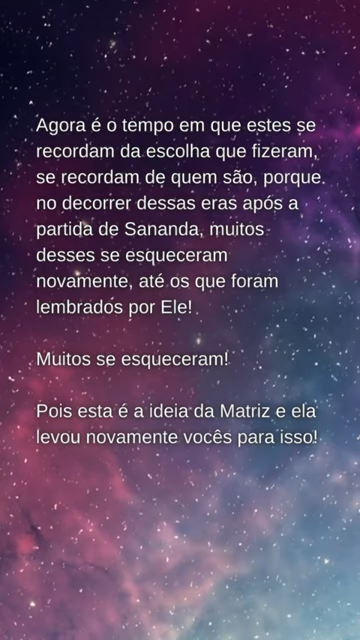 Agora é o tempo em que estes se
recordam da escolha que fizeram,
se recordam de quem são, porque
no decorrer dessas eras após a
partida de Sananda, muitos
desses se esqueceram
novamente, até os que foram
lembrados por Ele!
Muitos se esqueceram!
Pois esta é a ideia da Matriz e ela
levou novamente vocês para isso!